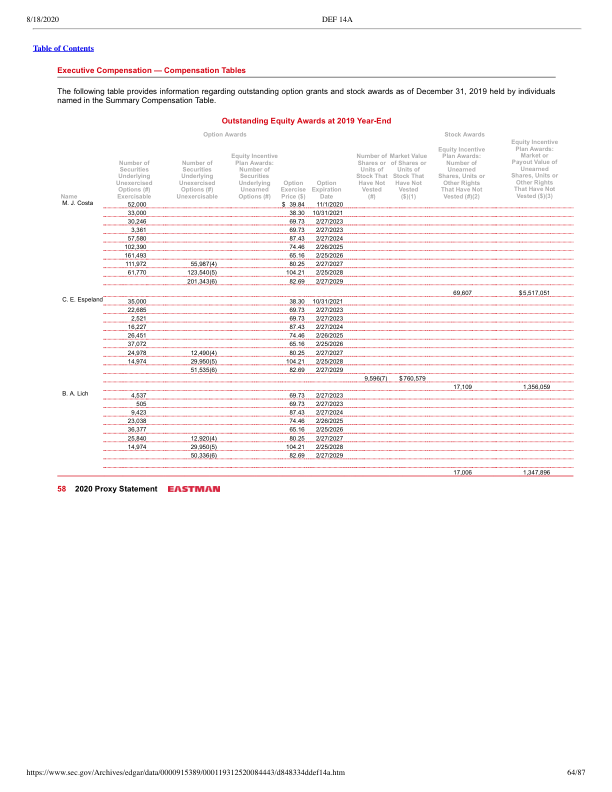 8/18/2020 DEF 14A
Table of Contents
Executive Compensation — Compensation Tables
The following table provides information regarding outstanding option grants and stock awards as of December 31, 2019 held by individuals
named in the Summary Compensation Table.
Outstanding Equity Awards at 2019 Year-End
Option Awards Stock Awards
Name
Number of
Securities
Underlying
Unexercised
Options (#)
Exercisable
Number of
Securities
Underlying
Unexercised
Options (#)
Unexercisable
Equity Incentive
Plan Awards:
Number of
Securities
Underlying
Unearned
Options (#)
Option
Exercise
Price ($)
Option
Expiration
Date
Number of
Shares or
Units of
Stock That
Have Not
Vested
(#)
Market Value
of Shares or
Units of
Stock That
Have Not
Vested
($)(1)
Equity Incentive
Plan Awards:
Number of
Unearned
Shares, Units or
Other Rights
That Have Not
Vested (#)(2)
Equity Incentive
Plan Awards:
Market or
Payout Value of
Unearned
Shares, Units or
Other Rights
That Have Not
Vested ($)(3)
M. J. Costa 52,000 $ 39.84 11/1/2020
33,000 38.30 10/31/2021
30,246 69.73 2/27/2023
3,361 69.73 2/27/2023
57,580 87.43 2/27/2024
102,390 74.46 2/26/2025
161,493 65.16 2/25/2026
111,972 55,987(4) 80.25 2/27/2027
61,770 123,540(5) 104.21 2/25/2028
201,343(6) 82.69 2/27/2029
69,607 $5,517,051
C. E. Espeland 35,000 38.30 10/31/2021
22,685 69.73 2/27/2023
2,521 69.73 2/27/2023
16,227 87.43 2/27/2024
26,451 74.46 2/26/2025
37,072 65.16 2/25/2026
24,978 12,490(4) 80.25 2/27/2027
14,974 29,950(5) 104.21 2/25/2028
51,535(6) 82.69 2/27/2029
9,596(7) $760,579
17,109 1,356,059
B. A. Lich 4,537 69.73 2/27/2023
505 69.73 2/27/2023
9,423 87.43 2/27/2024
23,038 74.46 2/26/2025
36,377 65.16 2/25/2026
25,840 12,920(4) 80.25 2/27/2027
14,974 29,950(5) 104.21 2/25/2028
50,336(6) 82.69 2/27/2029
17,006 1,347,896
58 2020 Proxy Statement EASTMAN
https://www.sec.gov/Archives/edgar/data/0000915389/000119312520084443/d848334ddef14a.htm 64/87